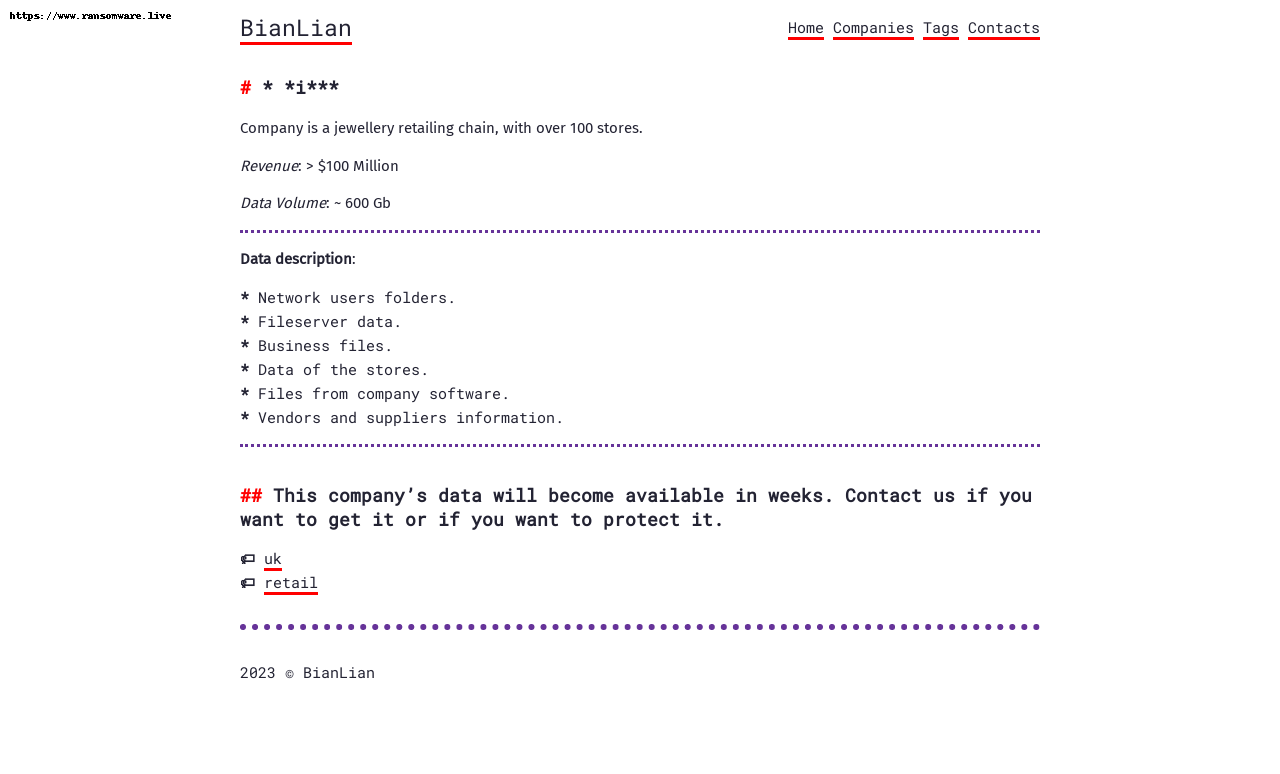 https://www.ransomware.live
BianLian
Home Companies Tags Contacts
# * *i***
Company is a jewellery retailing chain, with over 100 stores.
Revenue: > $100 Million
Data Volume: ~ 600 Gb
Data description:
* Network users folders.
* Fileserver data.
* Business files.
* Data of the stores.
* Files from company software.
* Vendors and suppliers information.
## This company’s data will become available in weeks. Contact us if you
want to get it or if you want to protect it.
uk
retail
2023 © BianLian